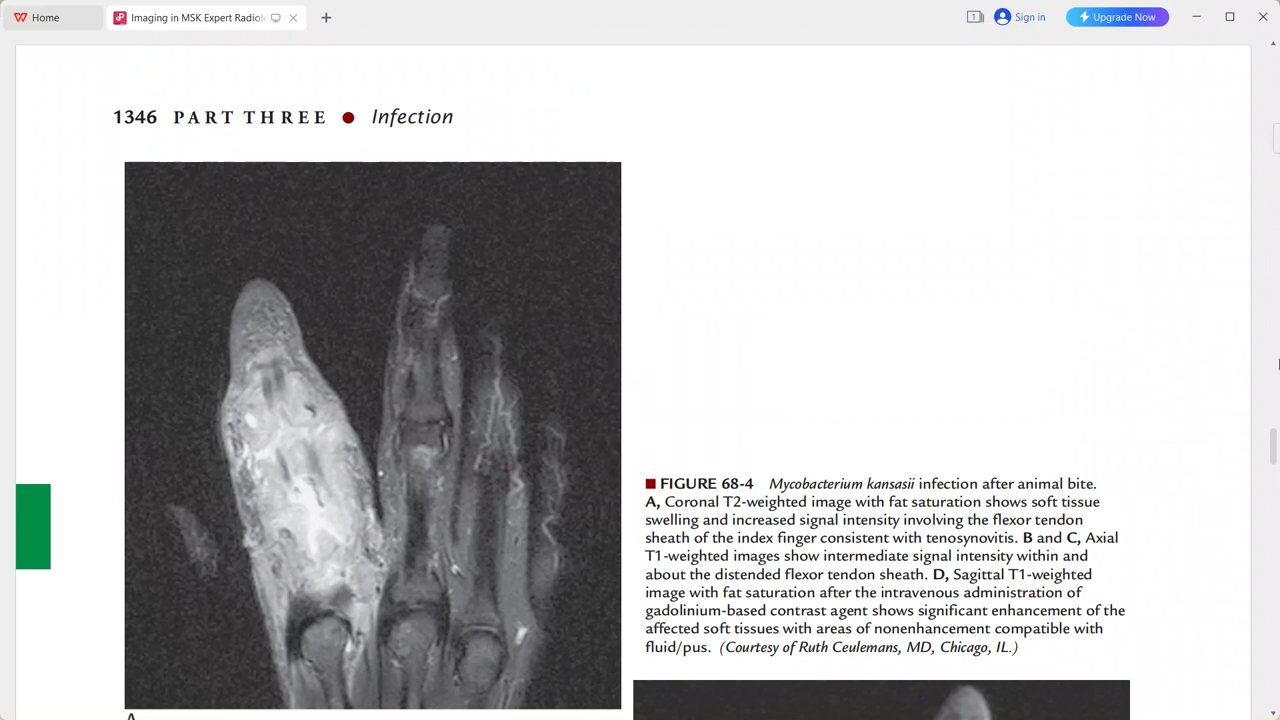 Home
Imaging in MSK Expert Radiol
1
Sign in
Upgrade Now
1346 PART THREE ● Infection
■ FIGURE 68-4 Mycobacterium kansasii infection after animal bite.
A, Coronal T2-weighted image with fat saturation shows soft tissue
swelling and increased signal intensity involving the flexor tendon
sheath of the index finger consistent with tenosynovitis. B and C, Axial
T1-weighted images show intermediate signal intensity within and
about the distended flexor tendon sheath. D, Sagittal T1-weighted
image with fat saturation after the intravenous administration of
gadolinium-based contrast agent shows significant enhancement of the
affected soft tissues with areas of nonenhancement compatible with
fluid/pus. (Courtesy of Ruth Ceulemans, MD, Chicago, IL.)
A